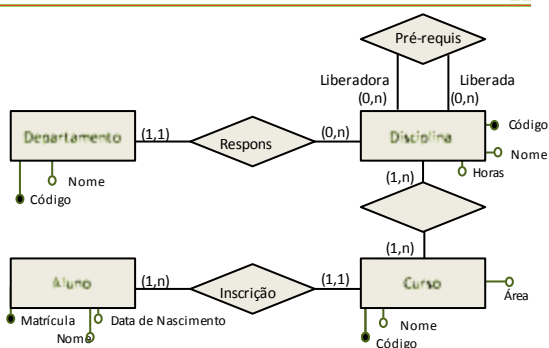 Pré-requis
Liberadora
Liberada
(0,n)
(0,n)
Departamento
(1,1)
Respons
(0,n)
Disciplina
Código
Nome
Horas
Nome
Código
(1,n)
(1,n)
Aluno
(1,n)
Inscrição
(1,1)
Curso
Área
Matrícula
Data de Nascimento
Nome
Nome
Código